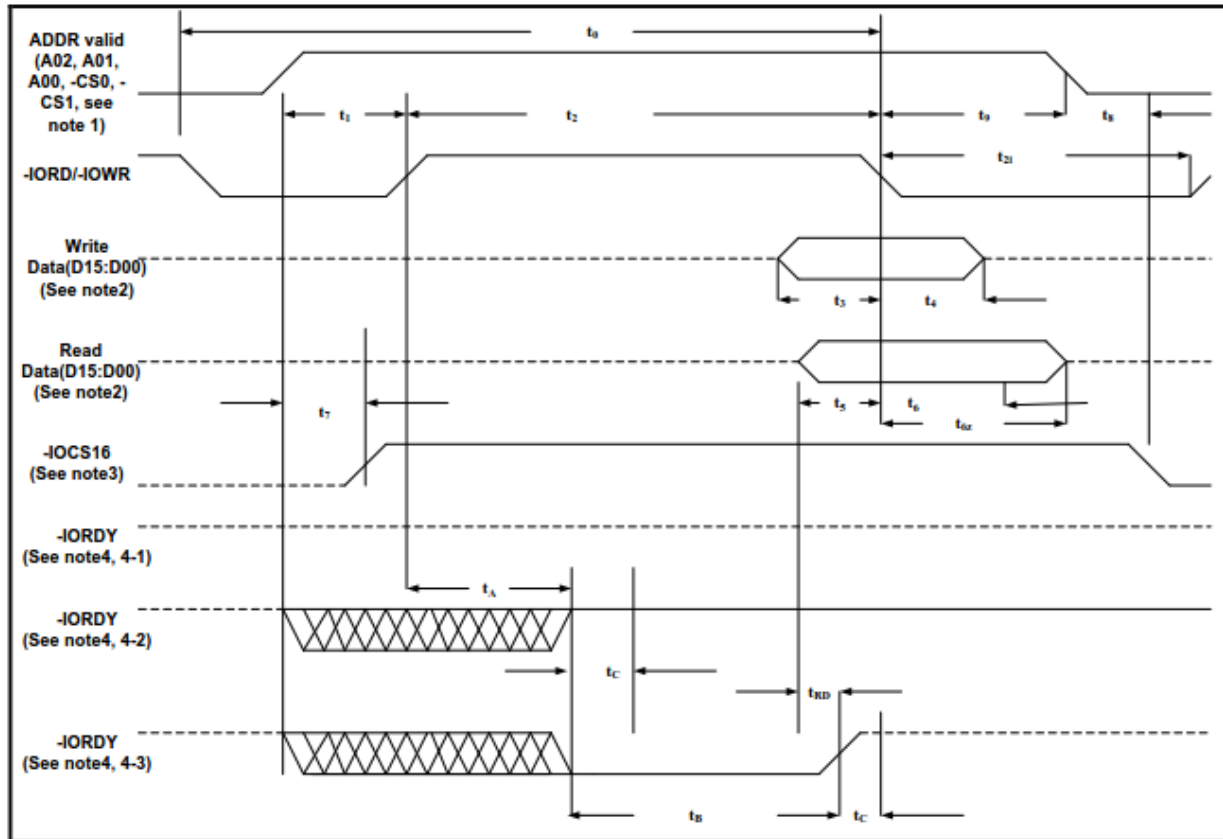 ADDR valid
(A02, A01,
A00, -CS0, -
CS1, see
note 1)
t₀
t₁
t₂
t₉
t₈
-IORD/-IOWR
t₂ᵢ
Write
Data(D15:D00)
(See note2)
t₃
t₄
Read
Data(D15:D00)
(See note2)
t₇
t₅
t₆
t₆z
-IOCS16
(See note3)
-IORDY
(See note4, 4-1)
tA
-IORDY
(See note4, 4-2)
tC
tRD
-IORDY
(See note4, 4-3)
tB
tC